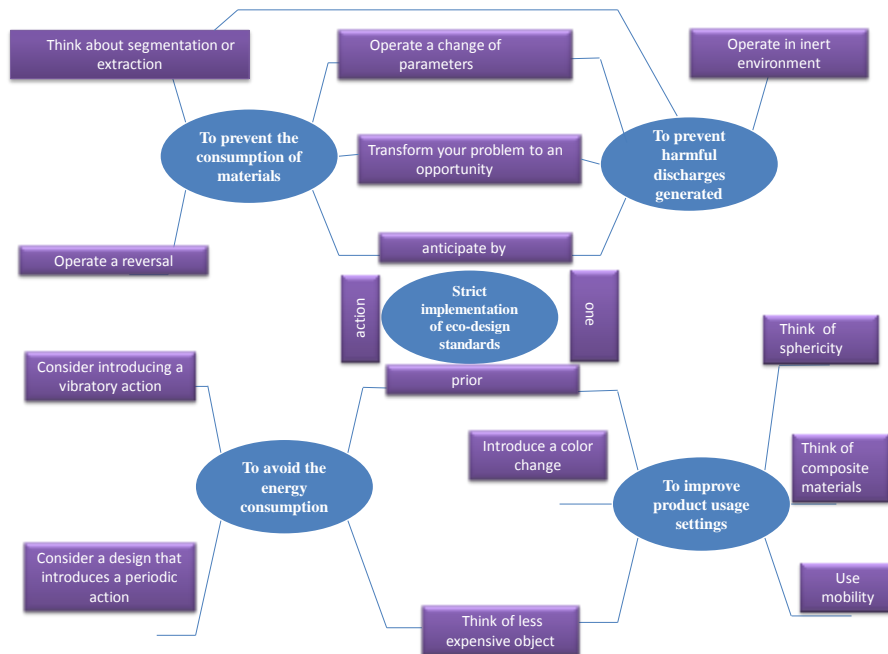 Think about segmentation or
extraction
Operate a change of
parameters
Operate in inert
environment
To prevent the
consumption of
materials
Transform your problem to an
opportunity
To prevent
harmful
discharges
generated
Operate a reversal
anticipate by
action
Strict
implementation
of eco-design
standards
one
Think of
sphericity
Consider introducing a
vibratory action
prior
Introduce a color
change
Think of
composite
materials
To avoid the
energy
consumption
To improve
product usage
settings
Consider a design that
introduces a periodic
action
Think of less
expensive object
Use
mobility